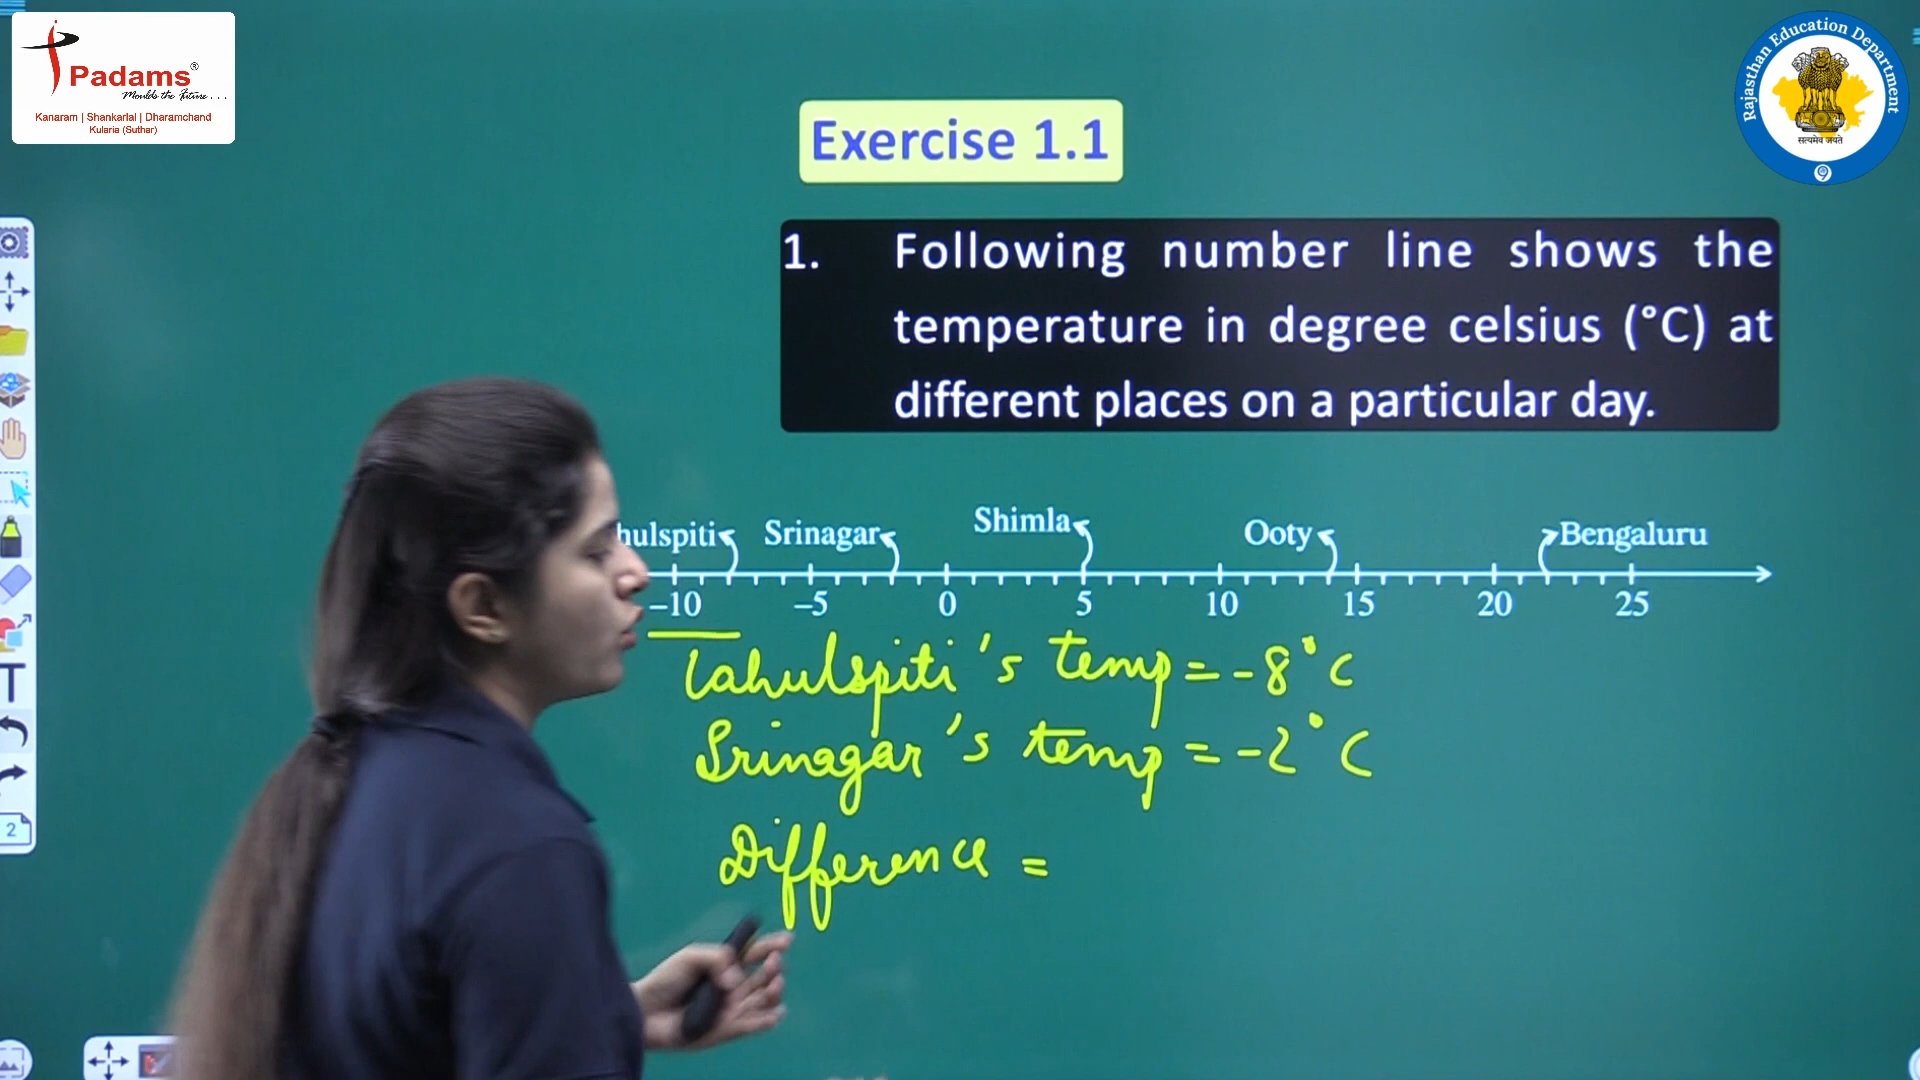 Padams®
Moulds the Future . . .
Kanaram | Shankarlal | Dharamchand
Kularia (Suthar)
Rajasthan Education Department
सत्यमेव जयते
Exercise 1.1
1. Following number line shows the
temperature in degree celsius (°C) at
different places on a particular day.
hulspiti Srinagar Shimla Ooty Bengaluru
–10 –5 0 5 10 15 20 25
Lahulspiti's temp = -8°C
Srinagar's temp = -2°C
Difference =
2